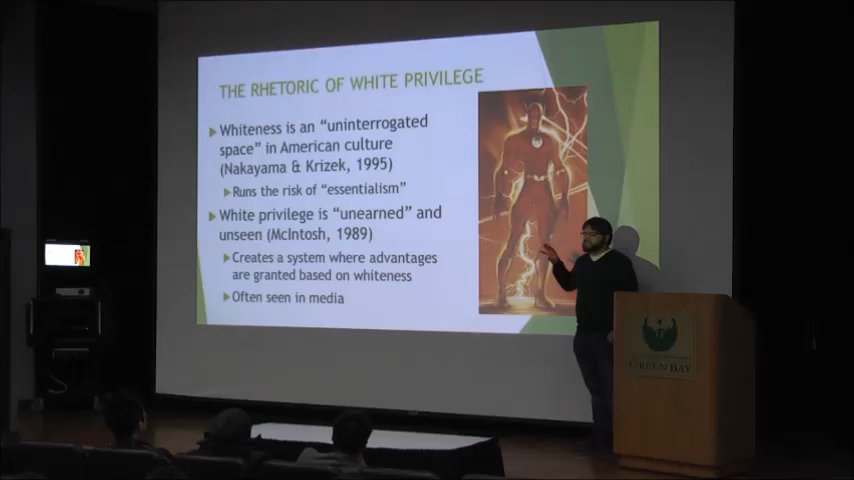 THE RHETORIC OF WHITE PRIVILEGE
Whiteness is an “uninterrogated
space” in American culture
(Nakayama & Krizek, 1995)
Runs the risk of “essentialism”
White privilege is “unearned” and
unseen (McIntosh, 1989)
Creates a system where advantages
are granted based on whiteness
Often seen in media
GREEN BAY